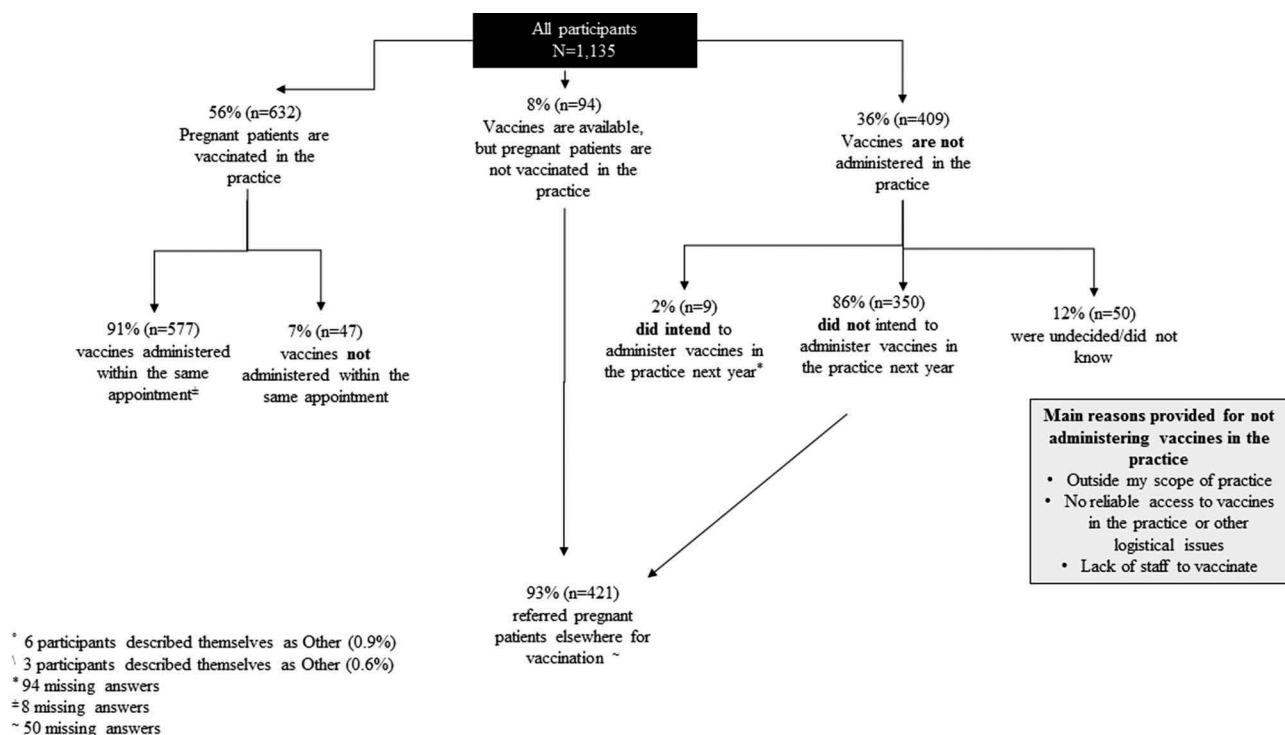 All participants
N=1,135
56% (n=632)
Pregnant patients are
vaccinated in the
practice
8% (n=94)
Vaccines are available,
but pregnant patients are
not vaccinated in the
practice
36% (n=409)
Vaccines are not
administered in the
practice
91% (n=577)
vaccines administered
within the same
appointment±
7% (n=47)
vaccines not
administered within the
same appointment
2% (n=9)
did intend to
administer vaccines in
the practice next year*
86% (n=350)
did not intend to
administer vaccines in
the practice next year
12% (n=50)
were undecided/did not
know
Main reasons provided for not
administering vaccines in the
practice
• Outside my scope of practice
• No reliable access to vaccines
in the practice or other
logistical issues
• Lack of staff to vaccinate
93% (n=421)
referred pregnant
patients elsewhere for
vaccination ~
° 6 participants described themselves as Other (0.9%)
\ 3 participants described themselves as Other (0.6%)
* 94 missing answers
± 8 missing answers
~ 50 missing answers